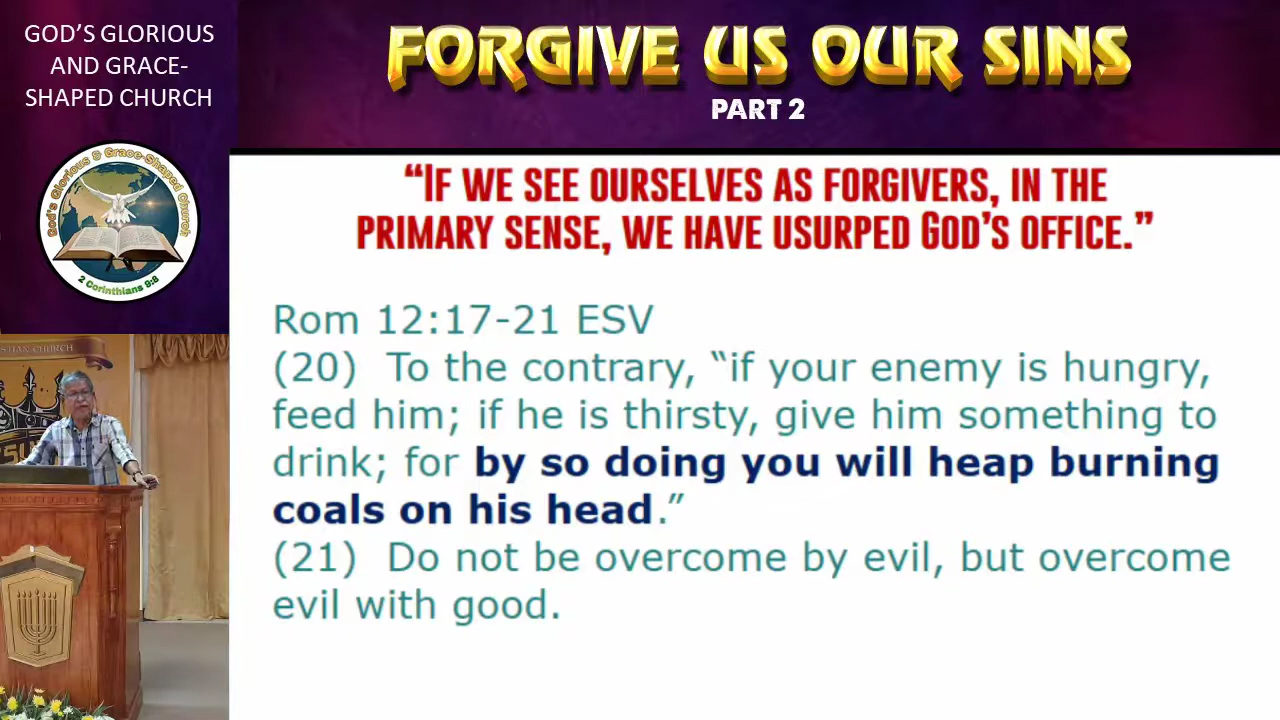 GOD’S GLORIOUS
AND GRACE-
SHAPED CHURCH
God's Glorious & Grace-Shaped Church
2 Corinthians 9:8
FORGIVE US OUR SINS
PART 2
“IF WE SEE OURSELVES AS FORGIVERS, IN THE
PRIMARY SENSE, WE HAVE USURPED GOD’S OFFICE.”
Rom 12:17-21 ESV
(20) To the contrary, “if your enemy is hungry,
feed him; if he is thirsty, give him something to
drink; for by so doing you will heap burning
coals on his head.”
(21) Do not be overcome by evil, but overcome
evil with good.